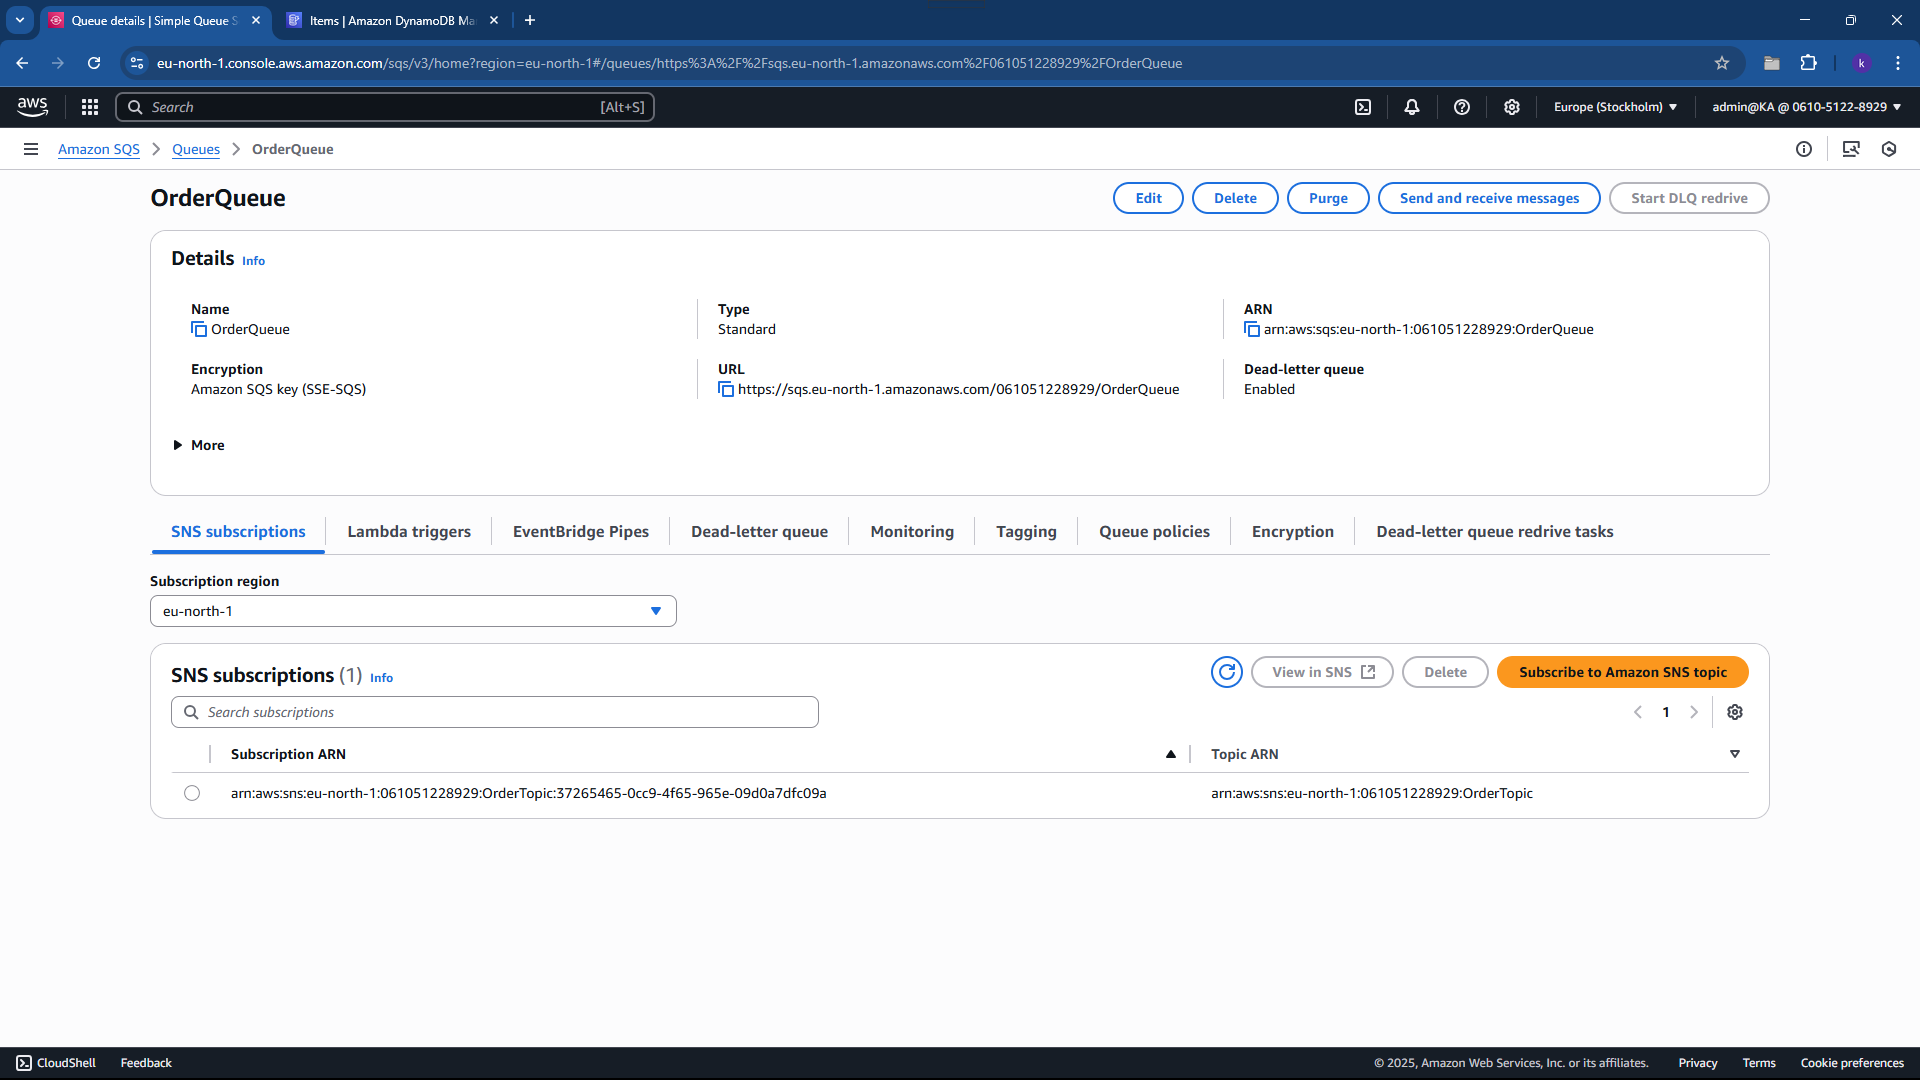 Queue details | Simple Queue S
Items | Amazon DynamoDB Ma
eu-north-1.console.aws.amazon.com/sqs/v3/home?region=eu-north-1#/queues/https%3A%2F%2Fsqs.eu-north-1.amazonaws.com%2F061051228929%2FOrderQueue
k
aws
Search
[Alt+S]
Europe (Stockholm)
admin@KA @ 0610-5122-8929
Amazon SQS
Queues
OrderQueue
OrderQueue
Edit
Delete
Purge
Send and receive messages
Start DLQ redrive
Details Info
Name
OrderQueue
Type
Standard
ARN
arn:aws:sqs:eu-north-1:061051228929:OrderQueue
Encryption
Amazon SQS key (SSE-SQS)
URL
https://sqs.eu-north-1.amazonaws.com/061051228929/OrderQueue
Dead-letter queue
Enabled
More
SNS subscriptions
Lambda triggers
EventBridge Pipes
Dead-letter queue
Monitoring
Tagging
Queue policies
Encryption
Dead-letter queue redrive tasks
Subscription region
eu-north-1
SNS subscriptions (1) Info
View in SNS
Delete
Subscribe to Amazon SNS topic
Search subscriptions
1
Subscription ARN
Topic ARN
arn:aws:sns:eu-north-1:061051228929:OrderTopic:37265465-0cc9-4f65-965e-09d0a7dfc09a
arn:aws:sns:eu-north-1:061051228929:OrderTopic
CloudShell
Feedback
© 2025, Amazon Web Services, Inc. or its affiliates.
Privacy
Terms
Cookie preferences